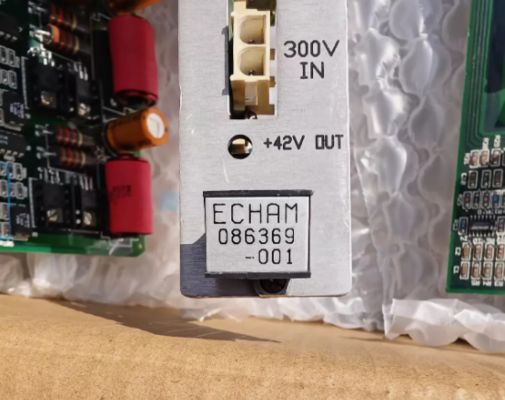 300V
IN
+42V OUT
ECHAM
086369
-001